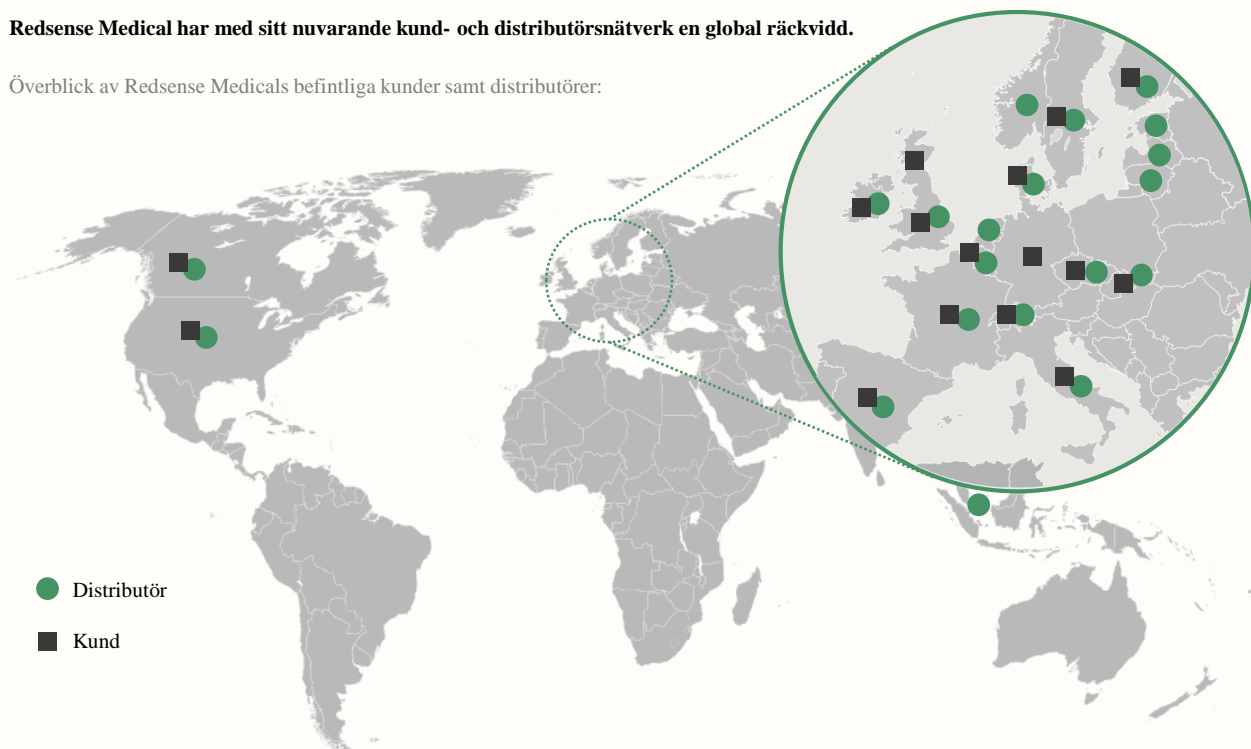 Redsense Medical har med sitt nuvarande kund- och distributörsnätverk en global räckvidd.
Överblick av Redsense Medicals befintliga kunder samt distributörer:
Distributör
Kund